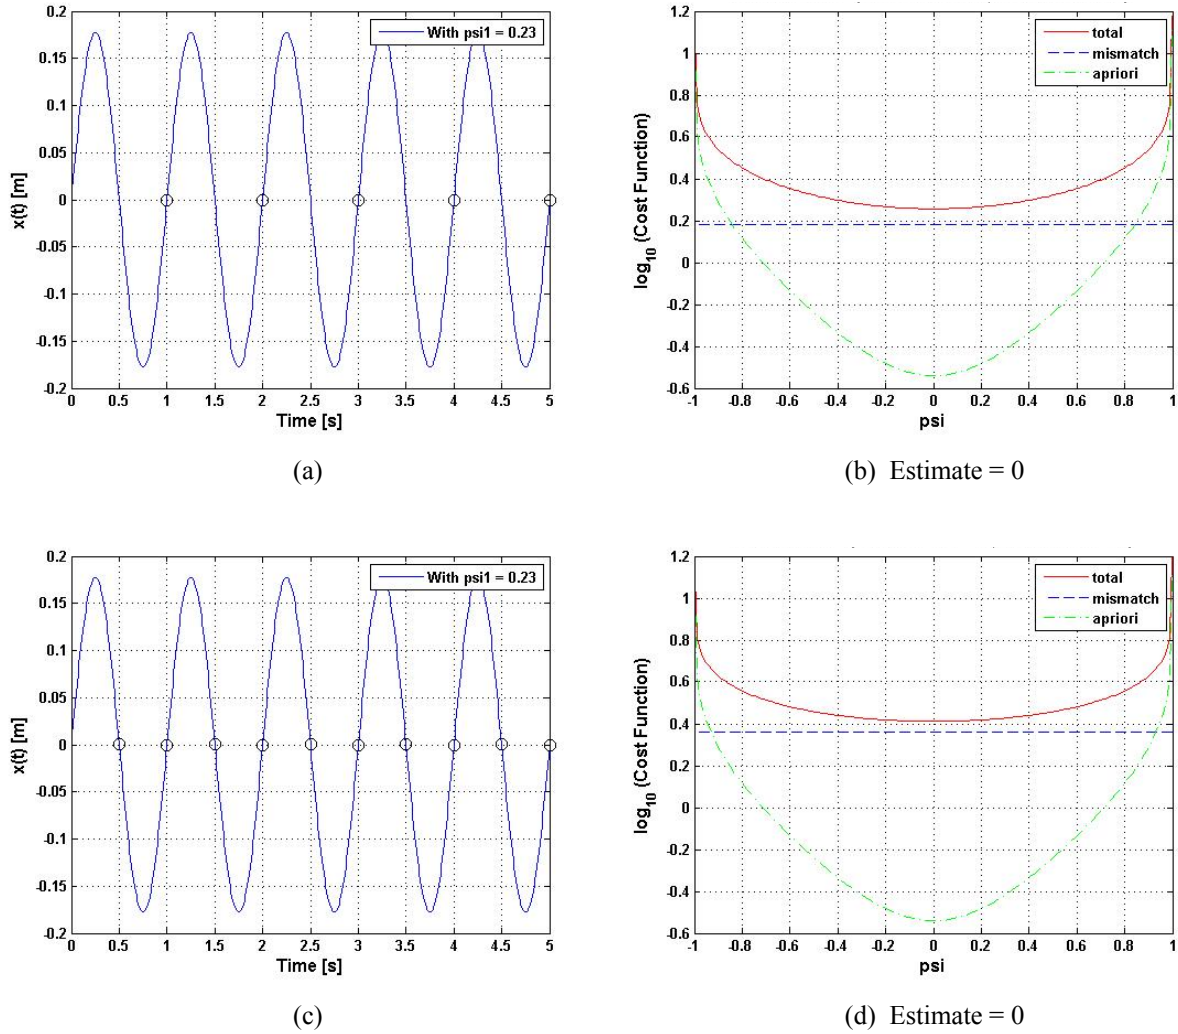 0.2
0.15
0.1
0.05
0
-0.05
-0.1
-0.15
-0.2
x(t) [m]
With psi1 = 0.23
0 0.5 1 1.5 2 2.5 3 3.5 4 4.5 5
Time [s]
(a)
1.2
1
0.8
0.6
0.4
0.2
0
-0.2
-0.4
-0.6
log10 (Cost Function)
total
mismatch
apriori
-1 -0.8 -0.6 -0.4 -0.2 0 0.2 0.4 0.6 0.8 1
psi
(b) Estimate = 0
0.2
0.15
0.1
0.05
0
-0.05
-0.1
-0.15
-0.2
x(t) [m]
With psi1 = 0.23
0 0.5 1 1.5 2 2.5 3 3.5 4 4.5 5
Time [s]
(c)
1.2
1
0.8
0.6
0.4
0.2
0
-0.2
-0.4
-0.6
log10 (Cost Function)
total
mismatch
apriori
-1 -0.8 -0.6 -0.4 -0.2 0 0.2 0.4 0.6 0.8 1
psi
(d) Estimate = 0